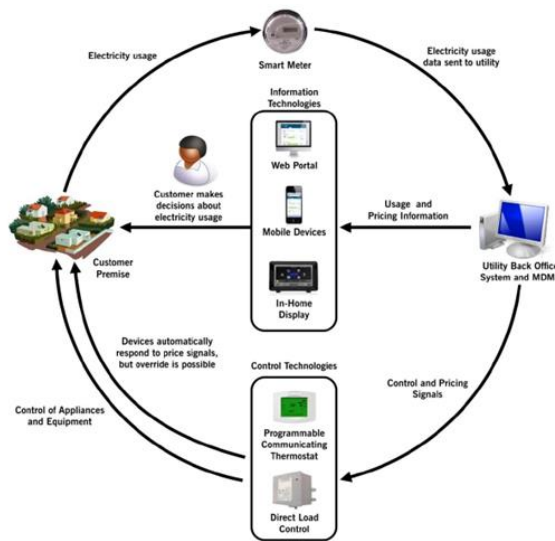 Electricity usage
Smart Meter
Electricity usage
data sent to utility
Information
Technologies
Web Portal
Customer makes
decisions about
electricity usage
Mobile Devices
Usage and
Pricing Information
Customer
Premise
Utility Back Office
System and MDM
In-Home
Display
Devices automatically
respond to price signals,
but override is possible
Control Technologies
Control of Appliances
and Equipment
Control and Pricing
Signals
Programmable
Communicating
Thermostat
Direct Load
Control